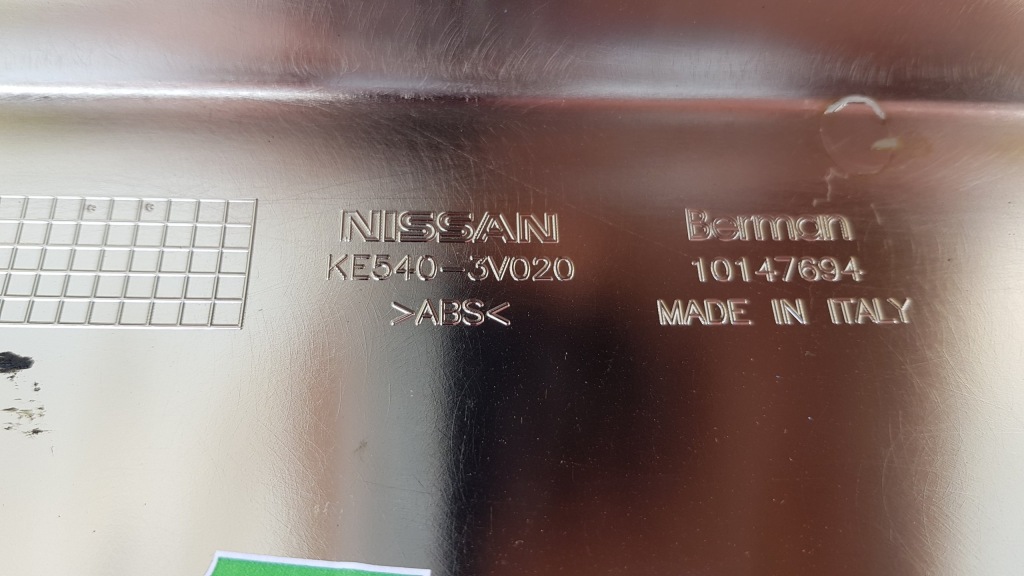 NISSAN
KE540-3V020
>ABS<
Berman
10147694
MADE IN ITALY